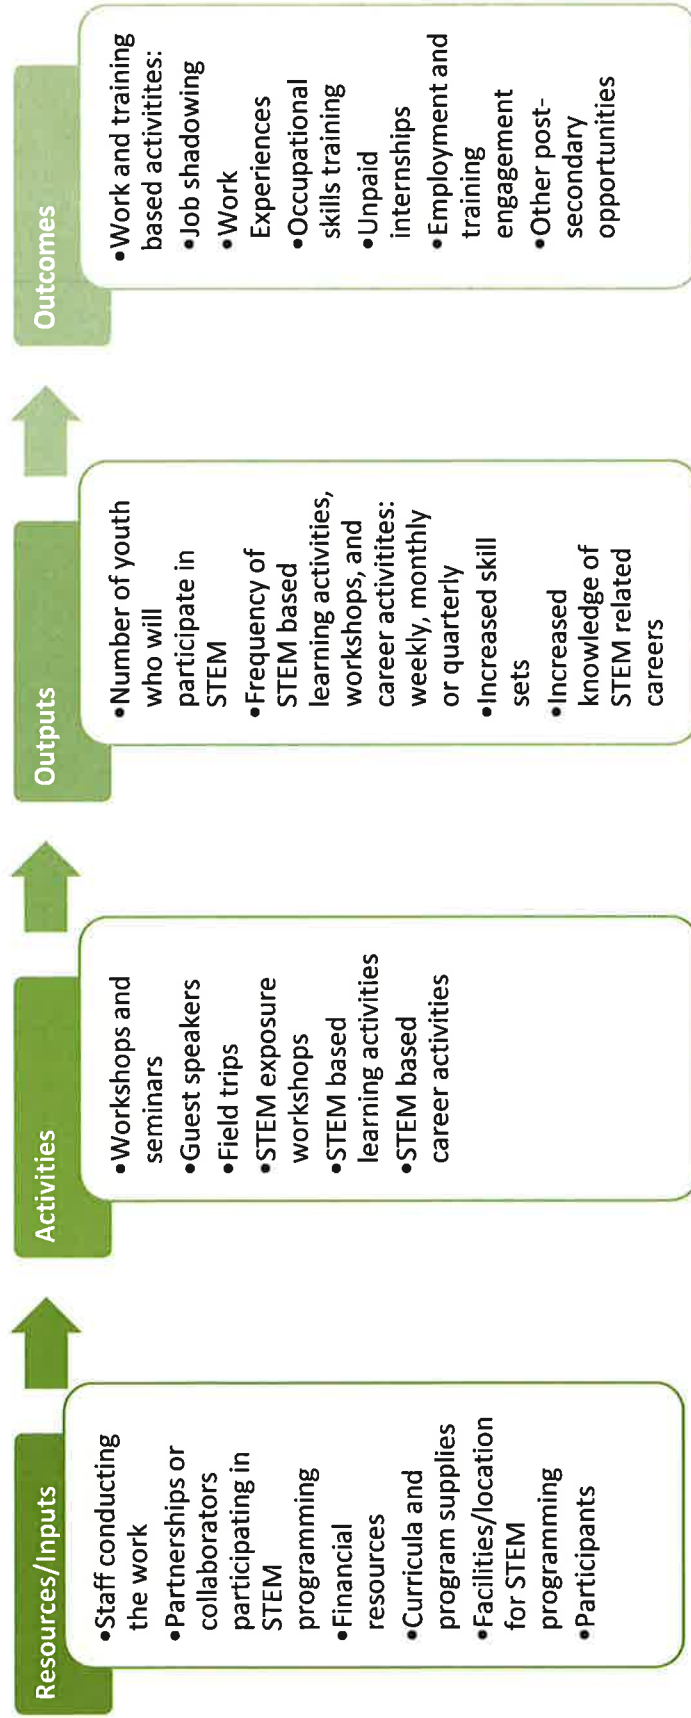 Resources/Inputs
•Staff conducting
the work
•Partnerships or
collaborators
participating in
STEM
programming
•Financial
resources
•Curricula and
program supplies
•Facilities/location
for STEM
programming
•Participants
Activities
•Workshops and
seminars
•Guest speakers
•Field trips
•STEM exposure
workshops
•STEM based
learning activities
•STEM based
career activities
Outputs
•Number of youth
who will
participate in
STEM
•Frequency of
STEM based
learning activities,
workshops, and
career activitites:
weekly, monthly
or quarterly
•Increased skill
sets
•Increased
knowledge of
STEM related
careers
Outcomes
•Work and training
based activitites:
•Job shadowing
•Work
Experiences
•Occupational
skills training
•Unpaid
internships
•Employment and
training
engagement
•Other post-
secondary
opportunities